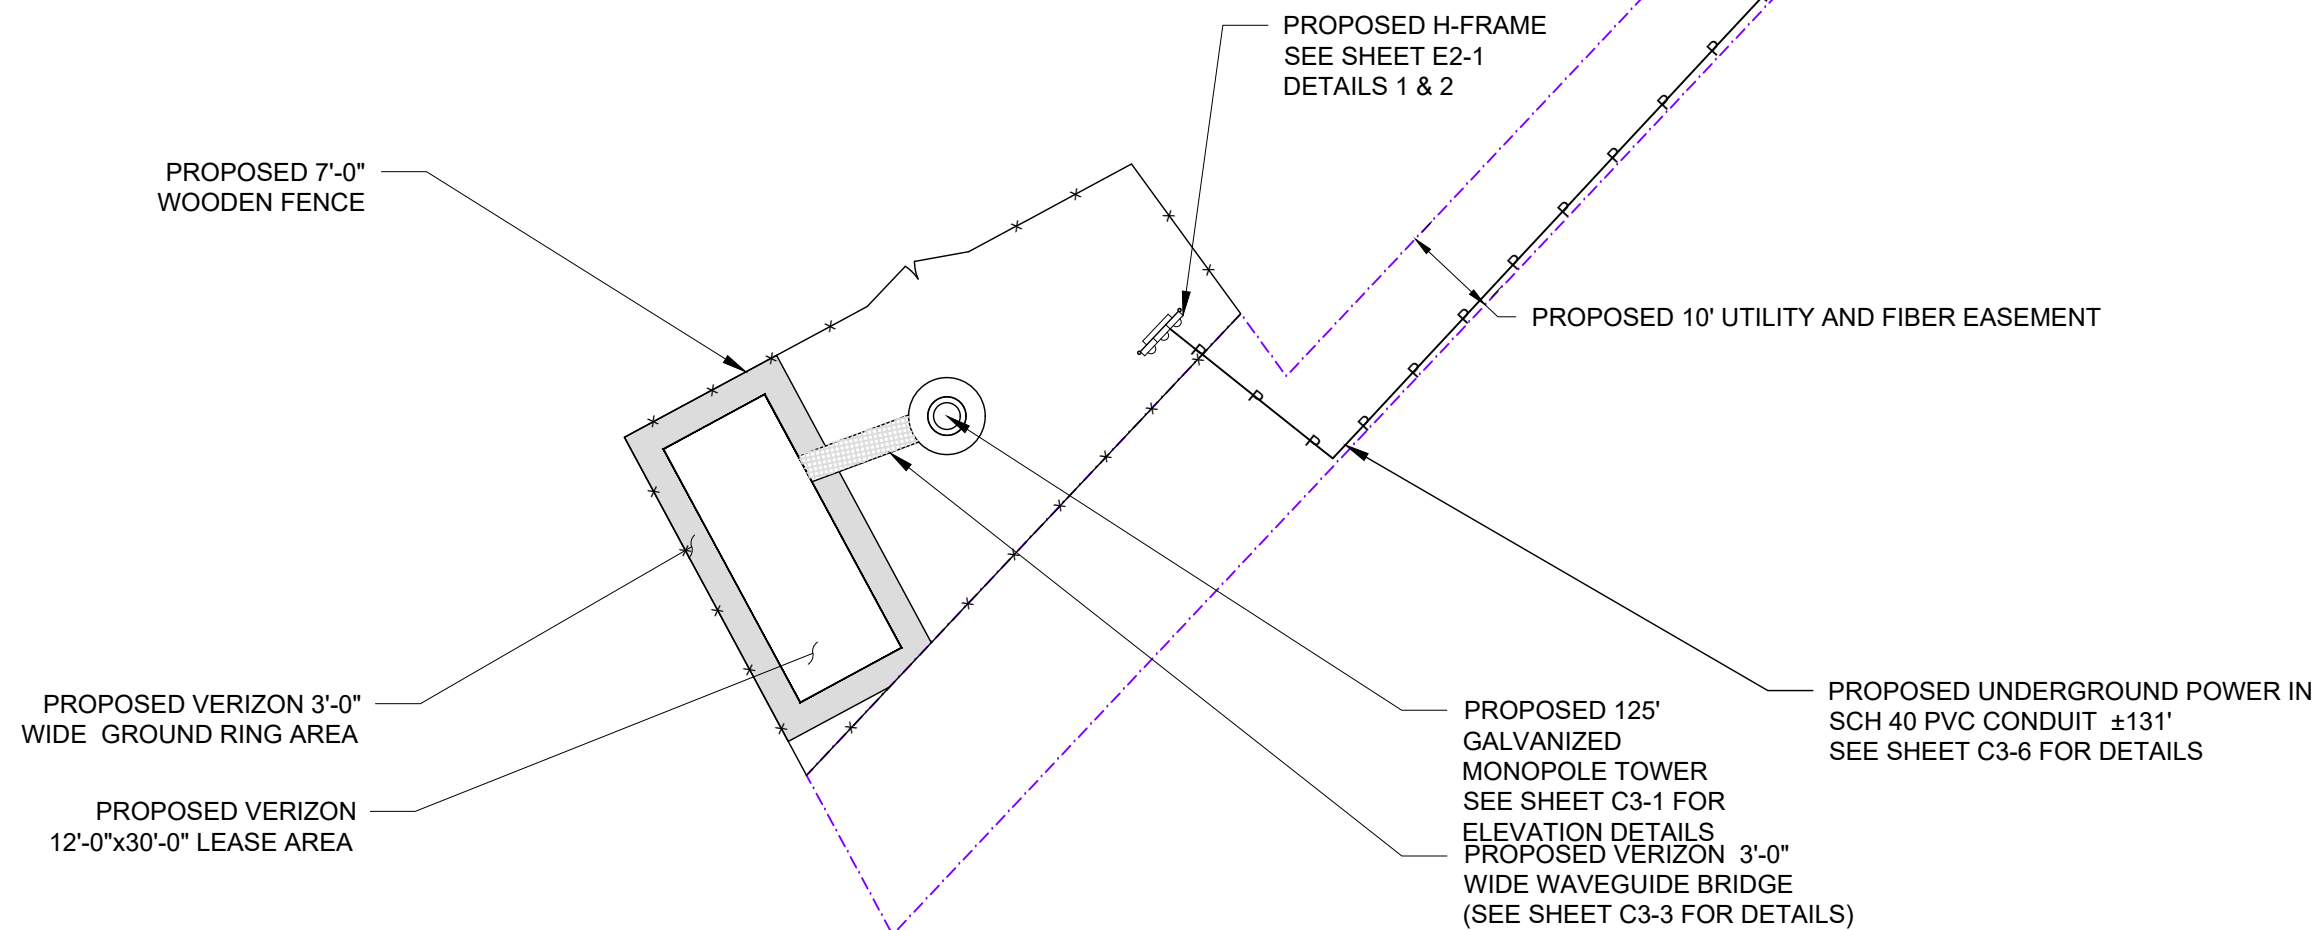 PROPOSED H-FRAME
SEE SHEET E2-1
DETAILS 1 & 2
PROPOSED 7'-0"
WOODEN FENCE
PROPOSED 10' UTILITY AND FIBER EASEMENT
P
P
P
P
P
P
P
P
P
P
P
PROPOSED VERIZON 3'-0"
WIDE GROUND RING AREA
PROPOSED VERIZON
12'-0"x30'-0" LEASE AREA
PROPOSED 125'
GALVANIZED
MONOPOLE TOWER
SEE SHEET C3-1 FOR
ELEVATION DETAILS
PROPOSED VERIZON 3'-0"
WIDE WAVEGUIDE BRIDGE
(SEE SHEET C3-3 FOR DETAILS)
PROPOSED UNDERGROUND POWER IN
SCH 40 PVC CONDUIT ±131'
SEE SHEET C3-6 FOR DETAILS